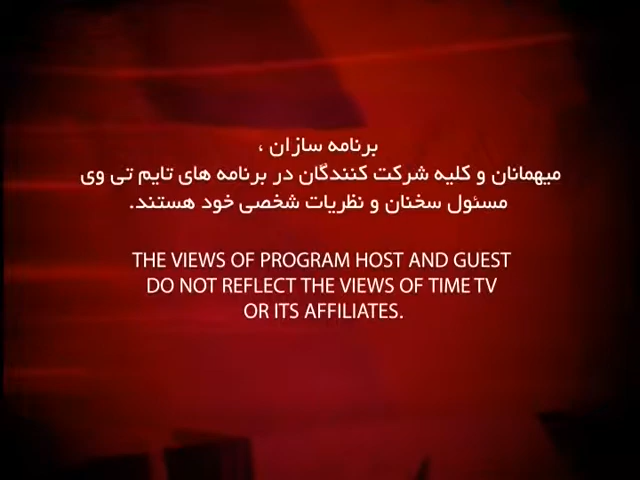 برنامه سازان ،
میهمانان و کلیه شرکت کنندگان در برنامه های تایم تی وی
مسئول سخنان و نظریات شخصی خود هستند.
THE VIEWS OF PROGRAM HOST AND GUEST
DO NOT REFLECT THE VIEWS OF TIME TV
OR ITS AFFILIATES.